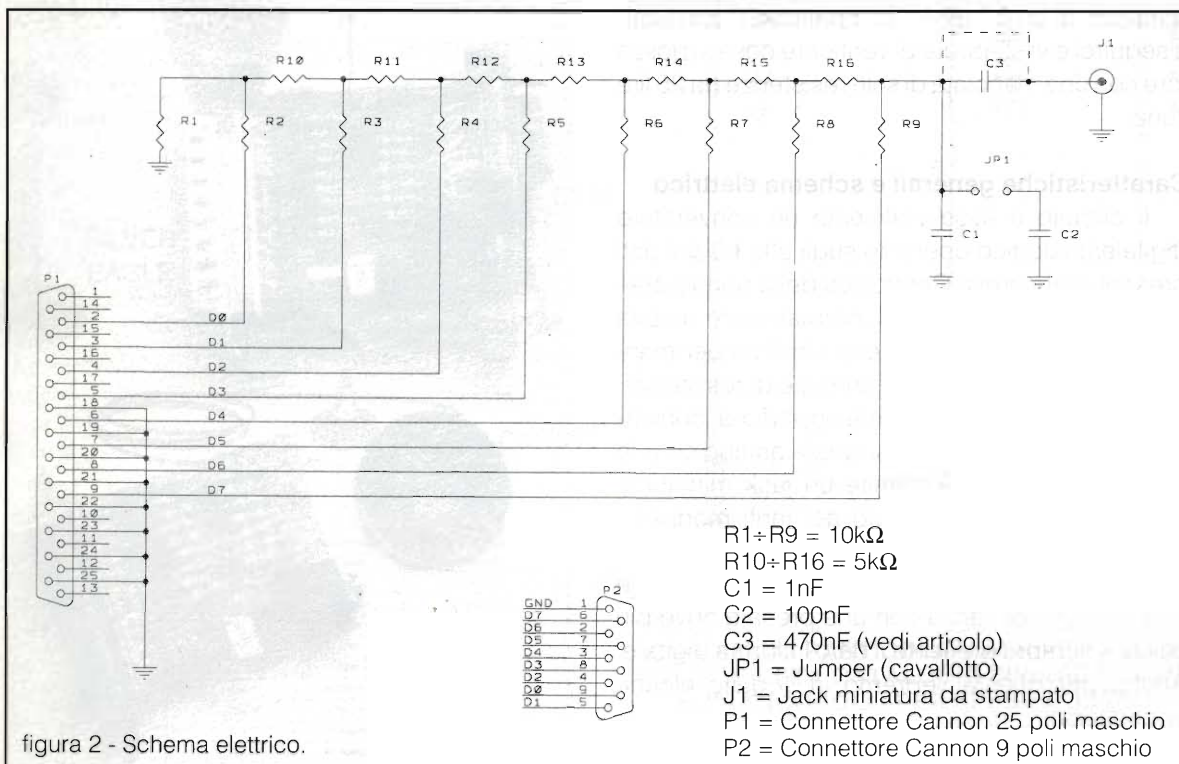 J1
R10 R11 R12 R13 R14 R15 R16 C3
R1 R2 R3 R4 R5 R6 R7 R8 R9
JP1
C1 C2
Caratteristiche generali e schema elettrico
P1
1
14
2 D0
15
3 D1
16
4 D2
17
5 D3
18
6 D4
19
7 D5
20
8 D6
21
9 D7
22
10
23
11
24
12
25
13
P2
GND 1
D7 6
D6 2
D5 7
D4 3
D3 8
D2 4
D0 9
D1 5
R1÷R9 = 10kΩ
R10÷R16 = 5kΩ
C1 = 1nF
C2 = 100nF
C3 = 470nF (vedi articolo)
JP1 = Jumper (cavallotto)
J1 = Jack miniatura da stampato
P1 = Connettore Cannon 25 poli maschio
P2 = Connettore Cannon 9 poli maschio
figura 2 - Schema elettrico.